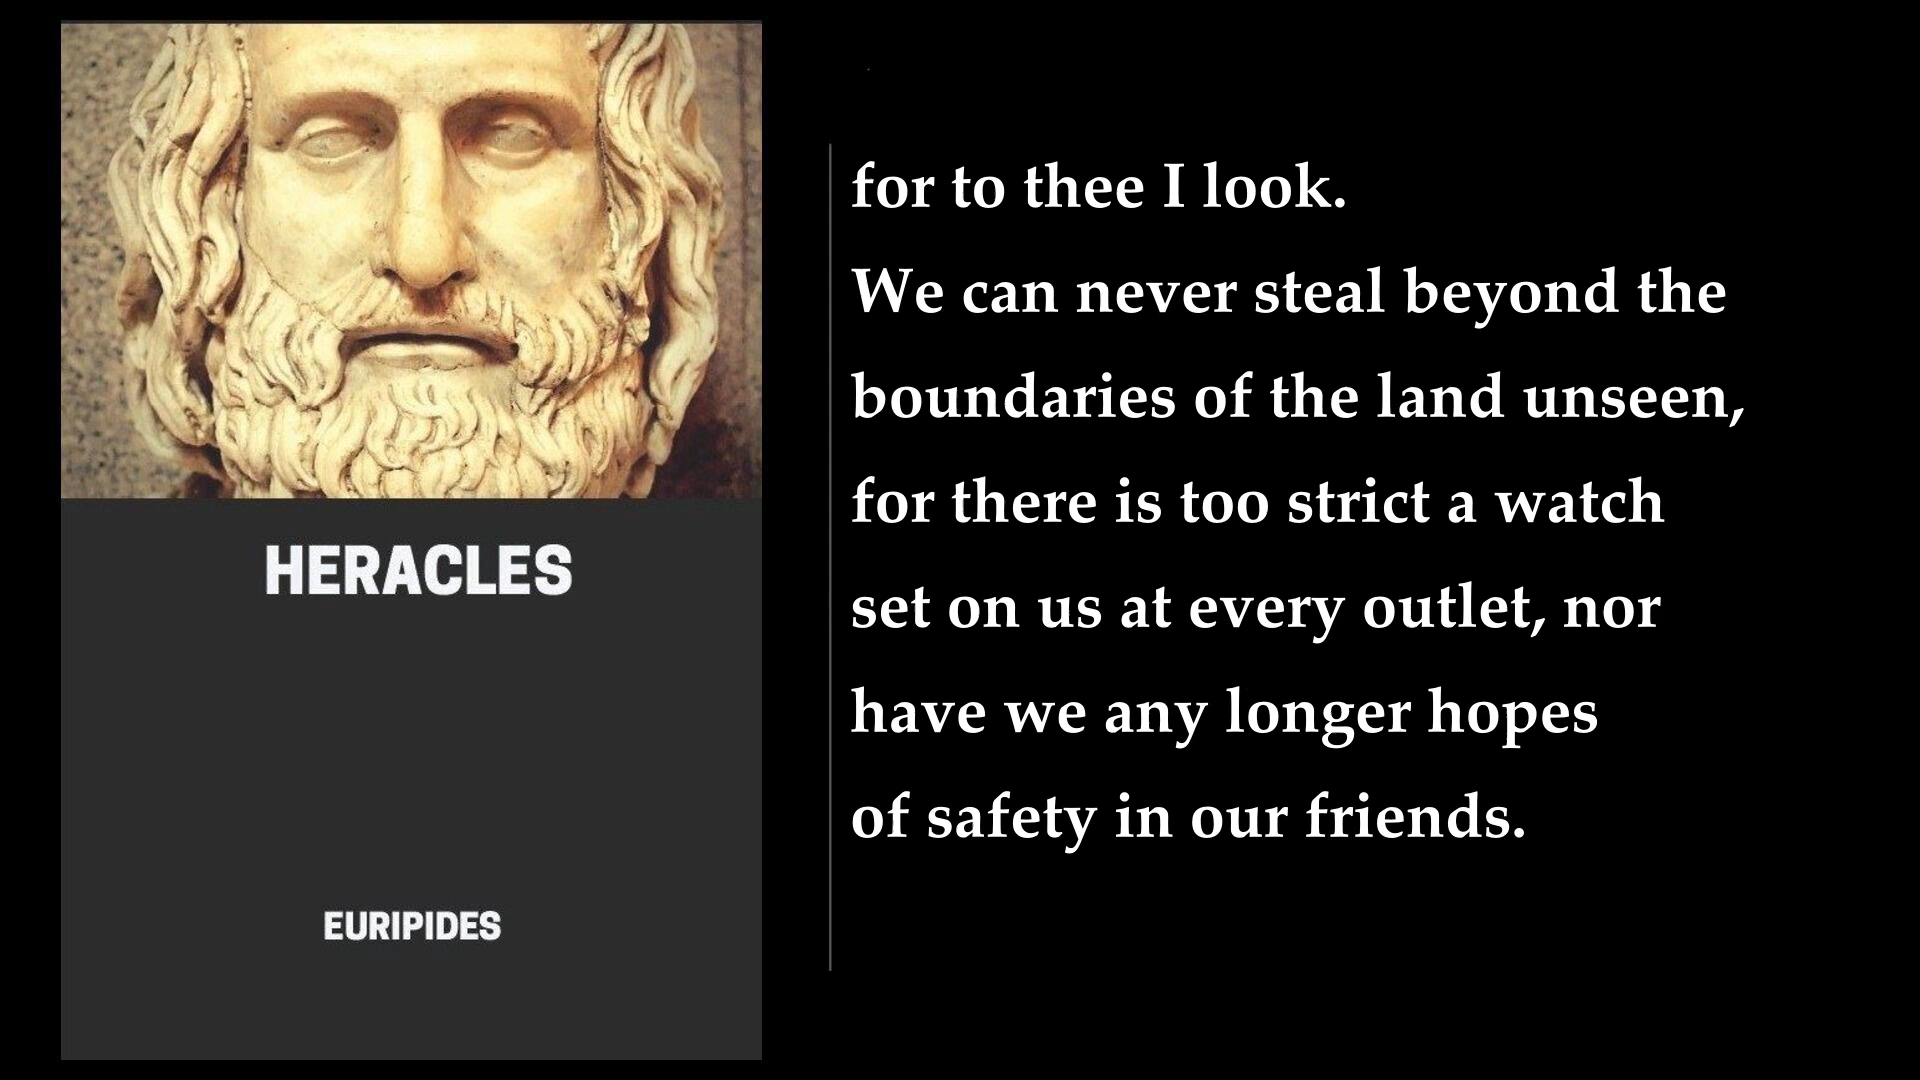 HERACLES
EURIPIDES
for to thee I look.
We can never steal beyond the
boundaries of the land unseen,
for there is too strict a watch
set on us at every outlet, nor
have we any longer hopes
of safety in our friends.